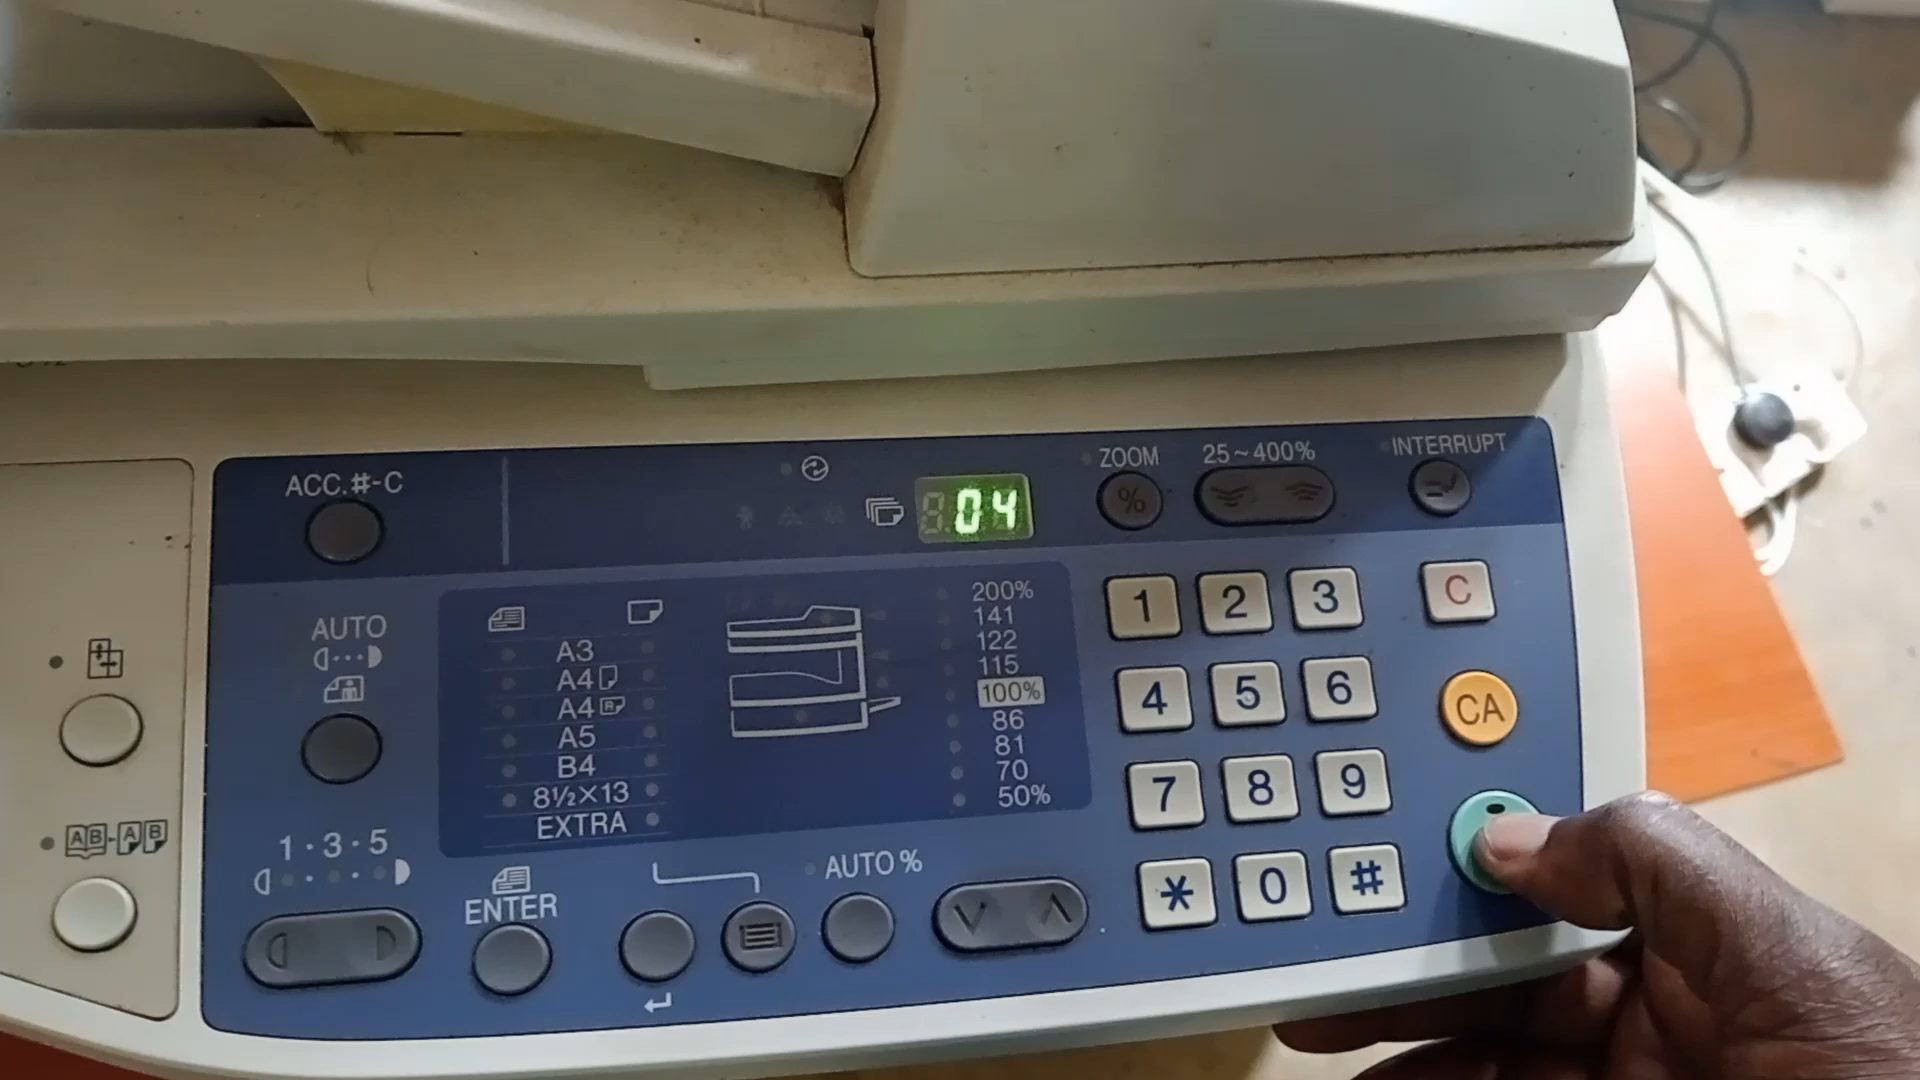 ACC.#-C
04
ZOOM
%
25~400%
INTERRUPT
AUTO
A3
A4
A4 R
A5
B4
8½×13
EXTRA
200%
141
122
115
100%
86
81
70
50%
1 2 3
4 5 6
7 8 9
* 0 #
C
CA
AB-AB
1·3·5
ENTER
AUTO %